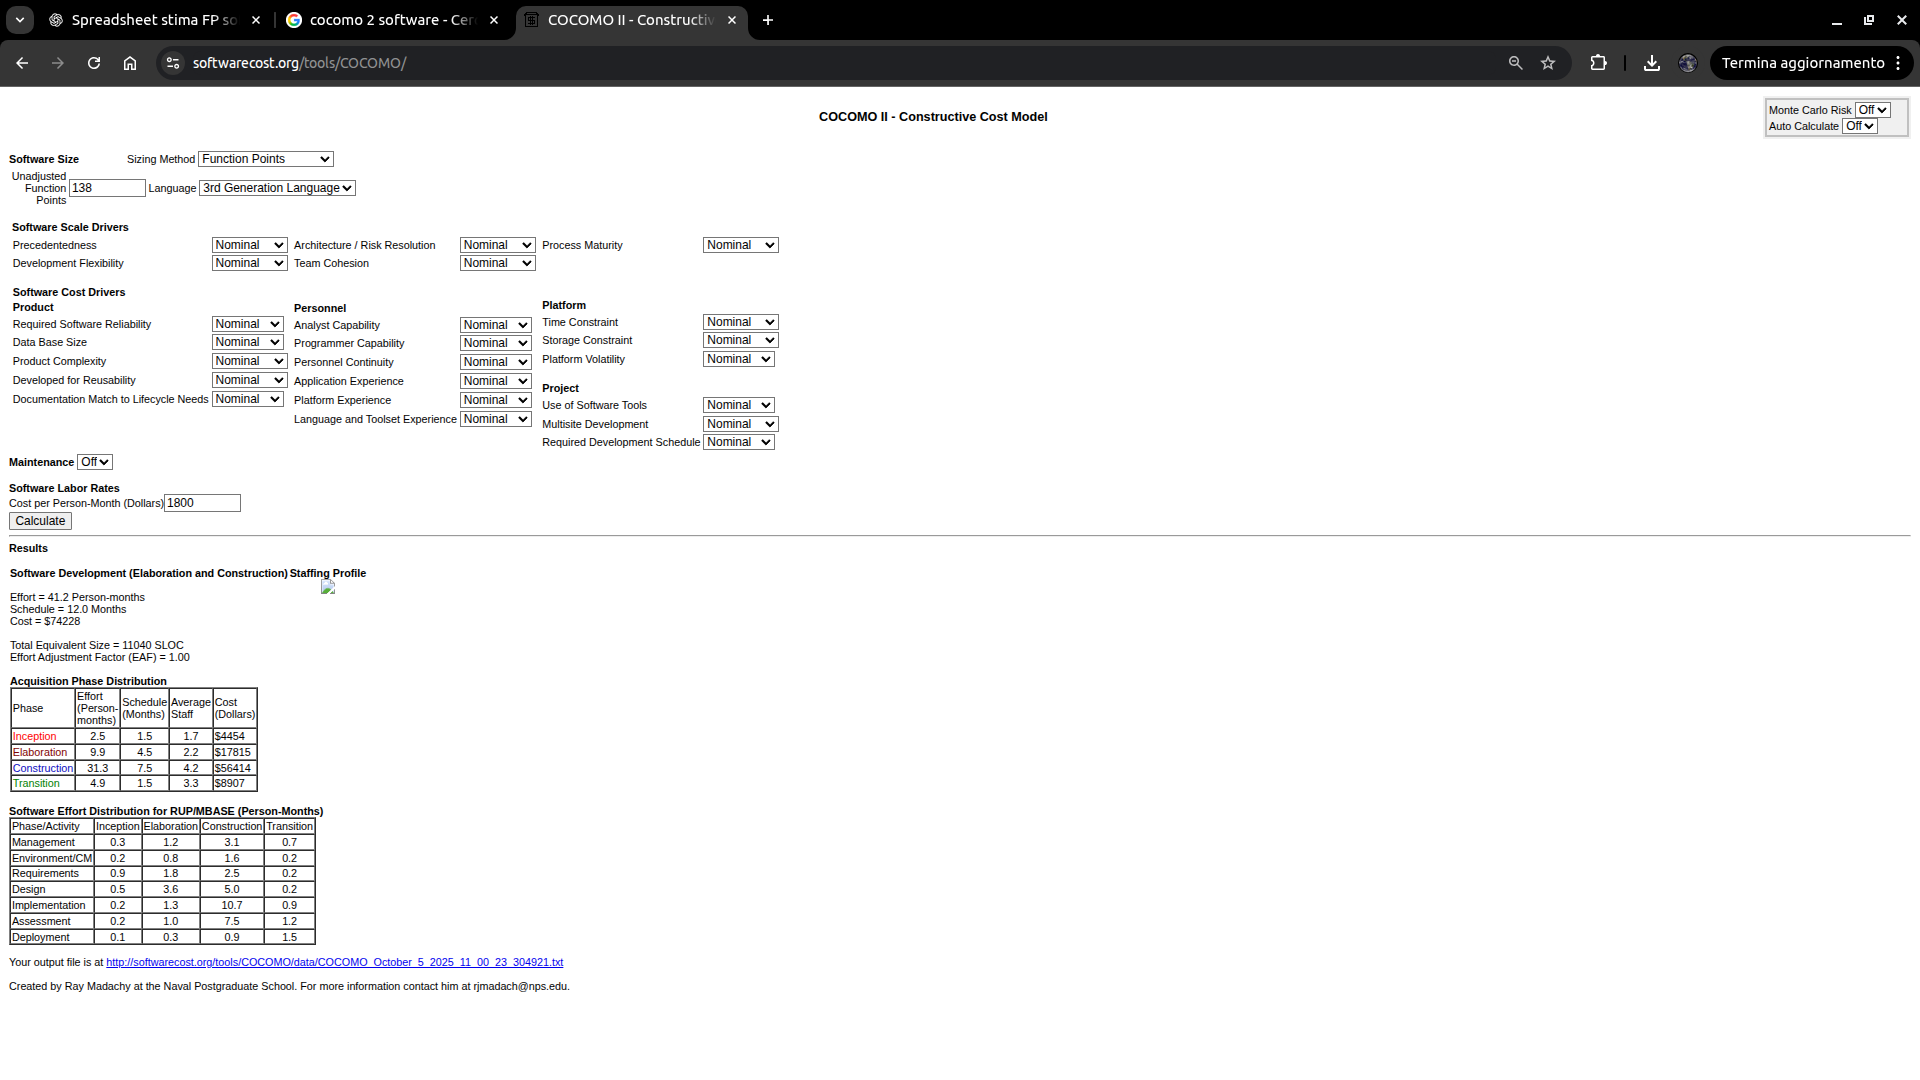 Spreadsheet stima FP so
cocomo 2 software - Cer
COCOMO II - Constructiv
softwarecost.org/tools/COCOMO/
Termina aggiornamento
COCOMO II - Constructive Cost Model
Monte Carlo Risk Off
Auto Calculate Off
Software Size Sizing Method Function Points
Unadjusted Function Points 138 Language 3rd Generation Language
Software Scale Drivers
Precedentedness Nominal Architecture / Risk Resolution Nominal Process Maturity Nominal
Development Flexibility Nominal Team Cohesion Nominal
Software Cost Drivers
Product
Required Software Reliability Nominal
Data Base Size Nominal
Product Complexity Nominal
Developed for Reusability Nominal
Documentation Match to Lifecycle Needs Nominal
Personnel
Analyst Capability Nominal
Programmer Capability Nominal
Personnel Continuity Nominal
Application Experience Nominal
Platform Experience Nominal
Language and Toolset Experience Nominal
Platform
Time Constraint Nominal
Storage Constraint Nominal
Platform Volatility Nominal
Project
Use of Software Tools Nominal
Multisite Development Nominal
Required Development Schedule Nominal
Maintenance Off
Software Labor Rates
Cost per Person-Month (Dollars) 1800
Calculate
Results
Software Development (Elaboration and Construction) Staffing Profile
Effort = 41.2 Person-months
Schedule = 12.0 Months
Cost = $74228
Total Equivalent Size = 11040 SLOC
Effort Adjustment Factor (EAF) = 1.00
Acquisition Phase Distribution
Phase Effort (Person-months) Schedule (Months) Average Staff Cost (Dollars)
Inception 2.5 1.5 1.7 $4454
Elaboration 9.9 4.5 2.2 $17815
Construction 31.3 7.5 4.2 $56414
Transition 4.9 1.5 3.3 $8907
Software Effort Distribution for RUP/MBASE (Person-Months)
Phase/Activity Inception Elaboration Construction Transition
Management 0.3 1.2 3.1 0.7
Environment/CM 0.2 0.8 1.6 0.2
Requirements 0.9 1.8 2.5 0.2
Design 0.5 3.6 5.0 0.2
Implementation 0.2 1.3 10.7 0.9
Assessment 0.2 1.0 7.5 1.2
Deployment 0.1 0.3 0.9 1.5
Your output file is at http://softwarecost.org/tools/COCOMO/data/COCOMO_October_5_2025_11_00_23_304921.txt
Created by Ray Madachy at the Naval Postgraduate School. For more information contact him at rjmadach@nps.edu.